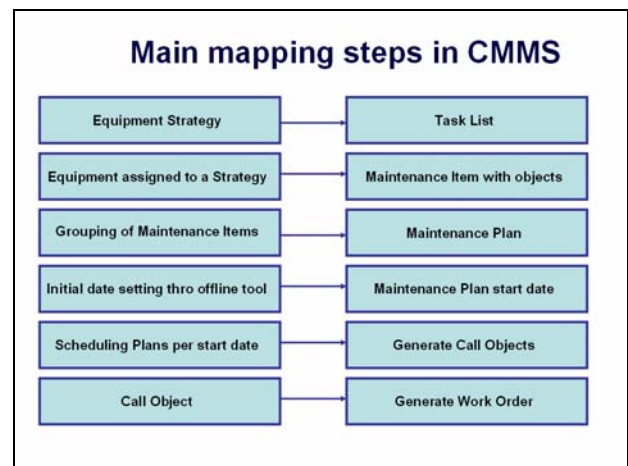 Main mapping steps in CMMS
Equipment Strategy
Task List
Equipment assigned to a Strategy
Maintenance Item with objects
Grouping of Maintenance Items
Maintenance Plan
Initial date setting thro offline tool
Maintenance Plan start date
Scheduling Plans per start date
Generate Call Objects
Call Object
Generate Work Order